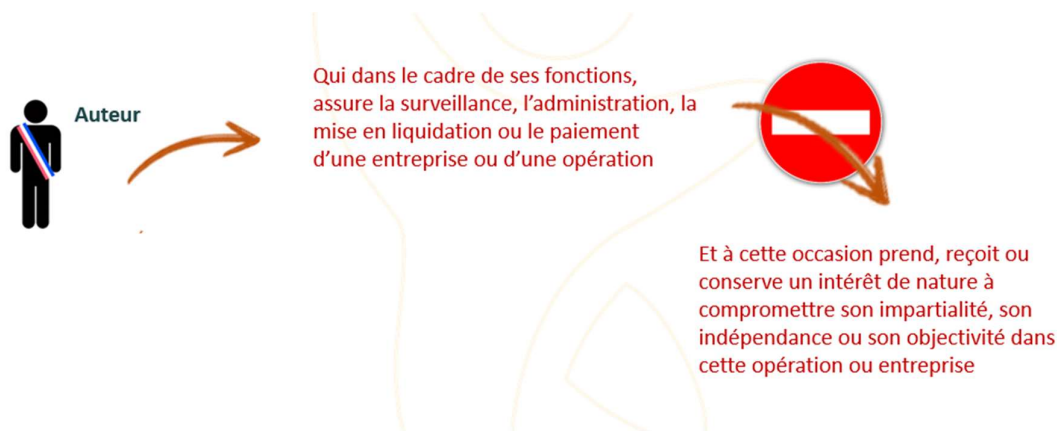 Auteur
Qui dans le cadre de ses fonctions,
assure la surveillance, l’administration, la
mise en liquidation ou le paiement
d’une entreprise ou d’une opération
Et à cette occasion prend, reçoit ou
conserve un intérêt de nature à
compromettre son impartialité, son
indépendance ou son objectivité dans
cette opération ou entreprise